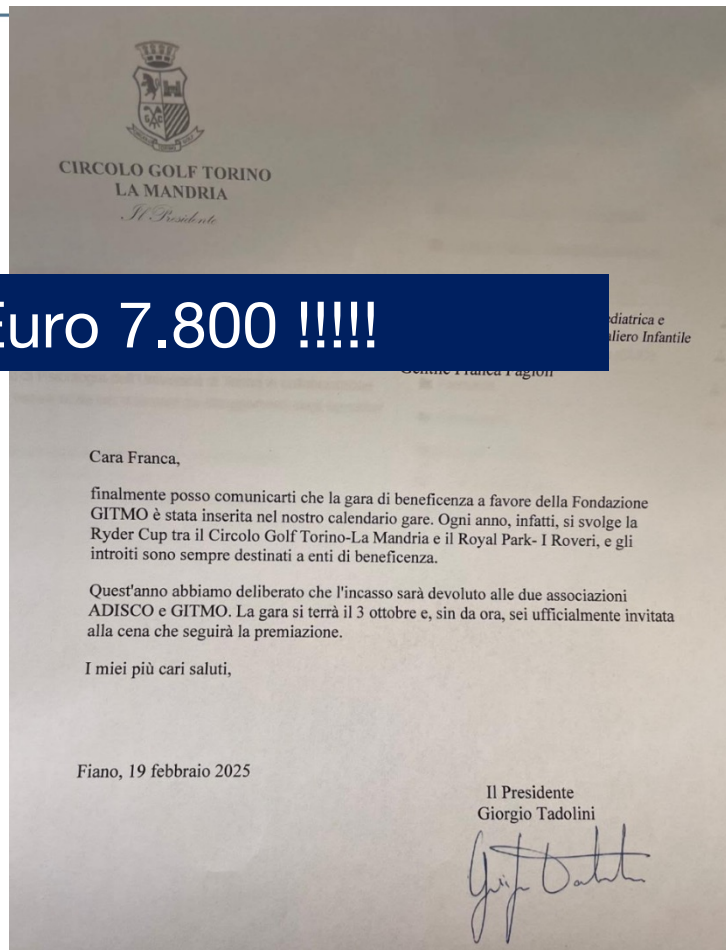 CIRCOLO GOLF TORINO
LA MANDRIA
Il Presidente
Euro 7.800 !!!!!
diatrica e
liero Infantile
Gentile Franca Fagioli
Cara Franca,
finalmente posso comunicarti che la gara di beneficenza a favore della Fondazione
GITMO è stata inserita nel nostro calendario gare. Ogni anno, infatti, si svolge la
Ryder Cup tra il Circolo Golf Torino-La Mandria e il Royal Park- I Roveri, e gli
introiti sono sempre destinati a enti di beneficenza.
Quest'anno abbiamo deliberato che l'incasso sarà devoluto alle due associazioni
ADISCO e GITMO. La gara si terrà il 3 ottobre e, sin da ora, sei ufficialmente invitata
alla cena che seguirà la premiazione.
I miei più cari saluti,
Fiano, 19 febbraio 2025
Il Presidente
Giorgio Tadolini